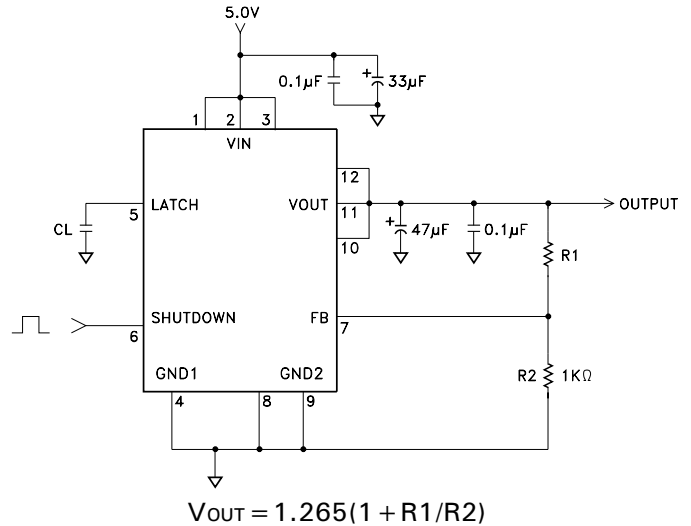 5.0V
0.1µF
+
33µF
1
2
3
VIN
12
LATCH
VOUT
11
OUTPUT
5
CL
+
47µF
0.1µF
10
R1
SHUTDOWN
FB
6
7
GND1
GND2
R2
1KΩ
4
8
9
VOUT = 1.265(1 + R1/R2)